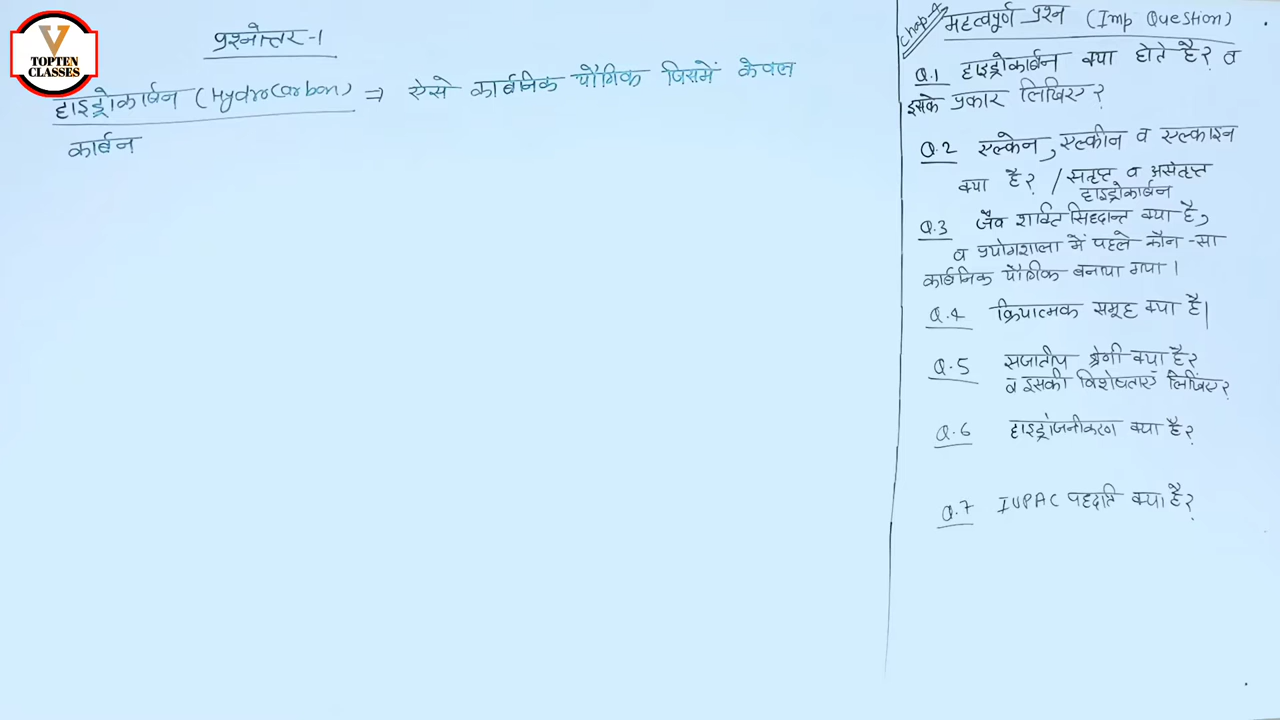 V
TOPTEN
CLASSES
प्रश्नोत्तर-1
हाइड्रोकार्बन (Hydrocarbon) ⇒ ऐसे कार्बनिक यौगिक जिसमें केवल
कार्बन
Chap 4
महत्वपूर्ण प्रश्न (Imp Question)
Q.1 हाइड्रोकार्बन क्या होते है? व
इसके प्रकार लिखिए?
Q.2 एल्केन, एल्कीन व एल्काइन
क्या है? / संतृप्त व असंतृप्त
हाइड्रोकार्बन
Q.3 जैव शक्ति सिद्दान्त क्या है,
व प्रयोगशाला में पहले कौन-सा
कार्बनिक यौगिक बनाया गया।
Q.4 क्रियात्मक समूह क्या है।
Q.5 सजातीय श्रेणी क्या है?
व इसकी विशेषताएँ लिखिए?
Q.6 हाइड्रोजनीकरण क्या है?
Q.7 IUPAC पद्दति क्या है?